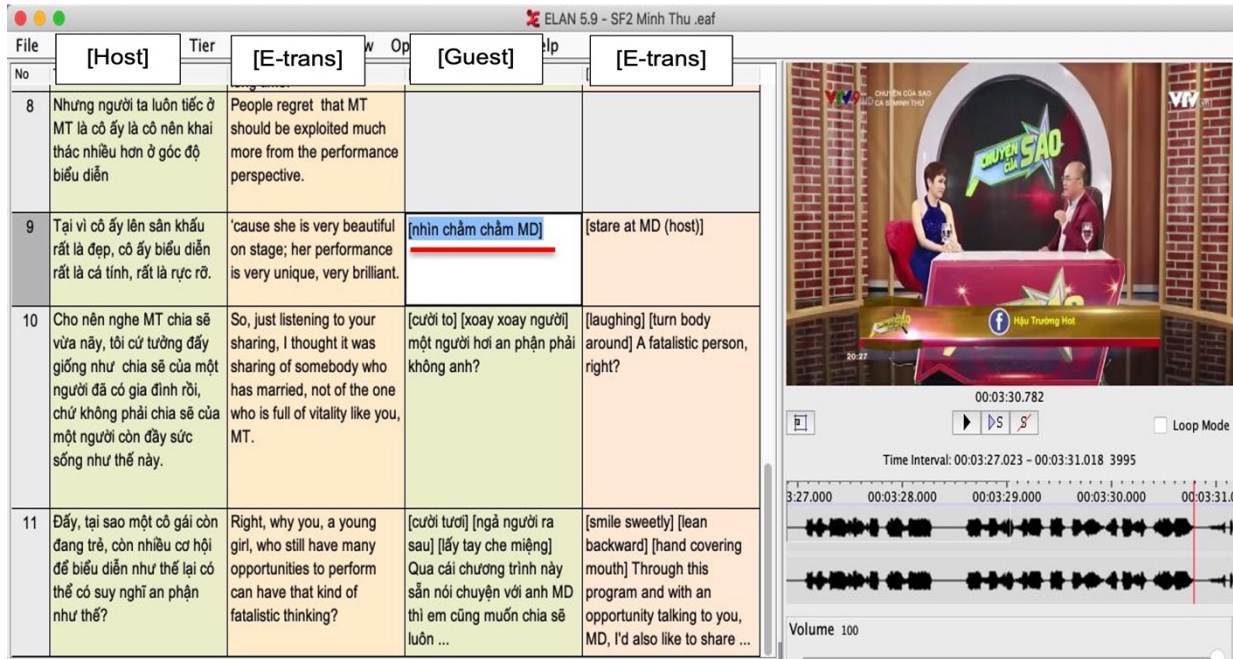 ELAN 5.9 - SF2 Minh Thu .eaf
File
Tier
[Host]
[E-trans]
[Guest]
[E-trans]
No
8
Nhưng người ta luôn tiếc ở
MT là cô ấy là cô nên khai
thác nhiều hơn ở góc độ
biểu diễn
People regret that MT
should be exploited much
more from the performance
perspective.
9
Tại vì cô ấy lên sân khấu
rất là đẹp, cô ấy biểu diễn
rất là cá tính, rất là rực rỡ.
‘cause she is very beautiful
on stage; her performance
is very unique, very brilliant.
[nhìn chằm chằm MD]
[stare at MD (host)]
10
Cho nên nghe MT chia sẽ
vừa nãy, tôi cứ tưởng đấy
giống như chia sẽ của một
người đã có gia đình rồi,
chứ không phải chia sẽ của
một người còn đầy sức
sống như thế này.
So, just listening to your
sharing, I thought it was
sharing of somebody who
has married, not of the one
who is full of vitality like you,
MT.
[cười to] [xoay xoay người]
một người hơi an phận phải
không anh?
[laughing] [turn body
around] A fatalistic person,
right?
11
Đấy, tại sao một cô gái còn
đang trẻ, còn nhiều cơ hội
để biểu diễn như thế lại có
thể có suy nghĩ an phận
như thế?
Right, why you, a young
girl, who still have many
opportunities to perform
can have that kind of
fatalistic thinking?
[cười tươi] [ngả người ra
sau] [lấy tay che miệng]
Qua cái chương trình này
sẵn nói chuyện với anh MD
thì em cũng muốn chia sẽ
luôn ...
[smile sweetly] [lean
backward] [hand covering
mouth] Through this
program and with an
opportunity talking to you,
MD, I'd also like to share ...
VTV9 HD
CHUYỆN CỦA SAO
CA SĨ MINH THƯ
VTV
CHUYỆN
CỦA SAO
Hậu Trường Hot
20:27
00:03:30.782
S S
Loop Mode
Time Interval: 00:03:27.023 - 00:03:31.018 3995
3:27.000 00:03:28.000 00:03:29.000 00:03:30.000 00:03:31.0
Volume 100